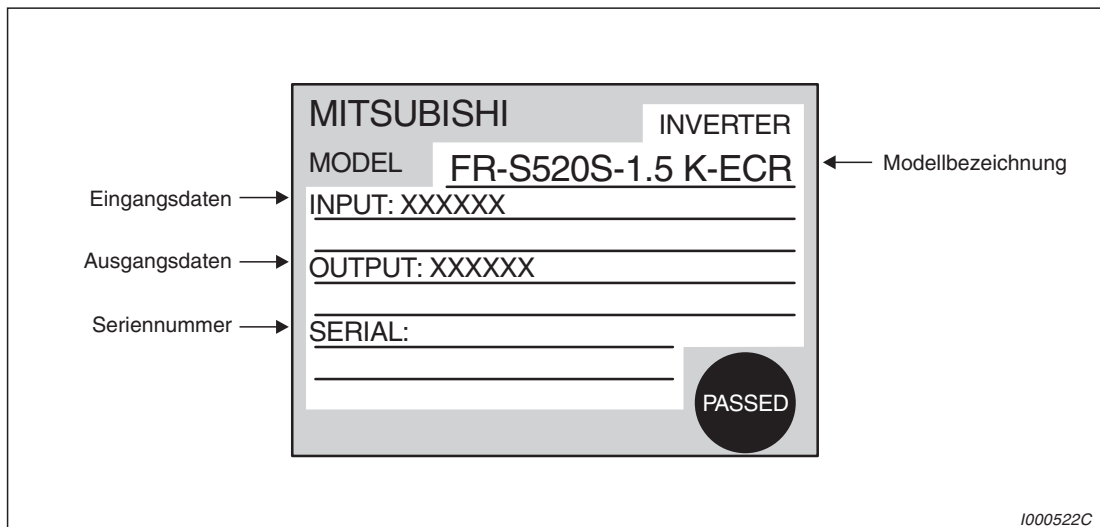 MITSUBISHI
INVERTER
MODEL FR-S520S-1.5 K-ECR
Modellbezeichnung
Eingangsdaten
INPUT: XXXXXX
Ausgangsdaten
OUTPUT: XXXXXX
Seriennummer
SERIAL:
PASSED
I000522C